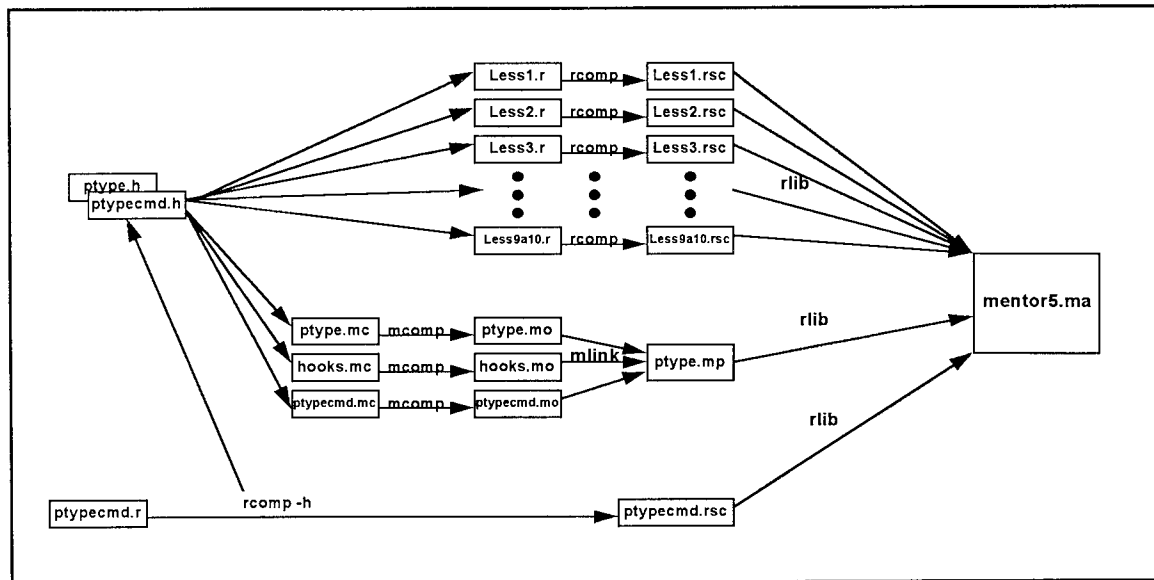 Less1.r rcomp Less1.rsc
Less2.r rcomp Less2.rsc
Less3.r rcomp Less3.rsc
rlib
ptype.h
ptypecmd.h
Less9a10.r rcomp Less9a10.rsc
mentor5.ma
ptype.mc mcomp ptype.mo
rlib
hooks.mc mcomp hooks.mo mlink ptype.mp
ptypecmd.mc mcomp ptypecmd.mo
rlib
rcomp -h
ptypecmd.r ptypecmd.rsc